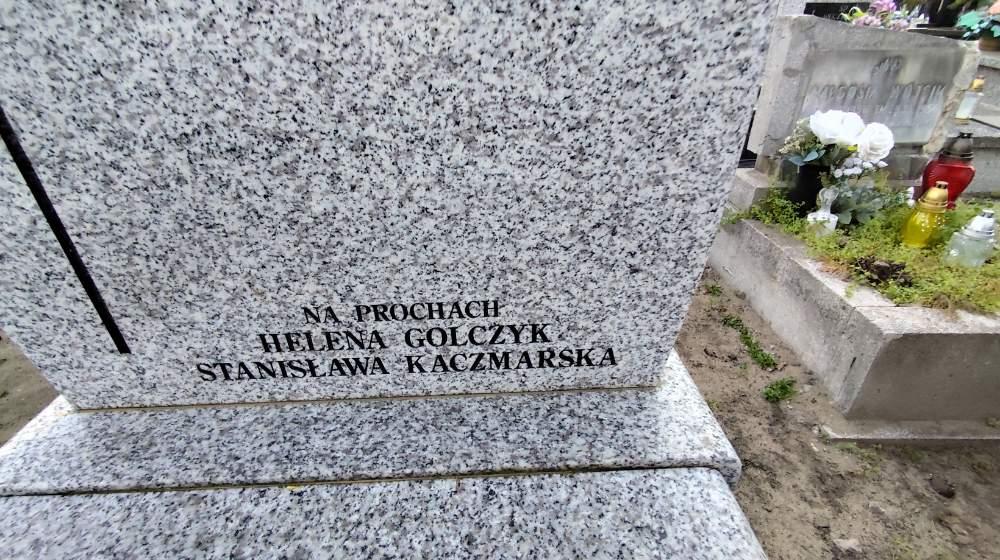 NA PROCHACH
HELENA GOLCZYK
STANISŁAWA KACZMARSKA